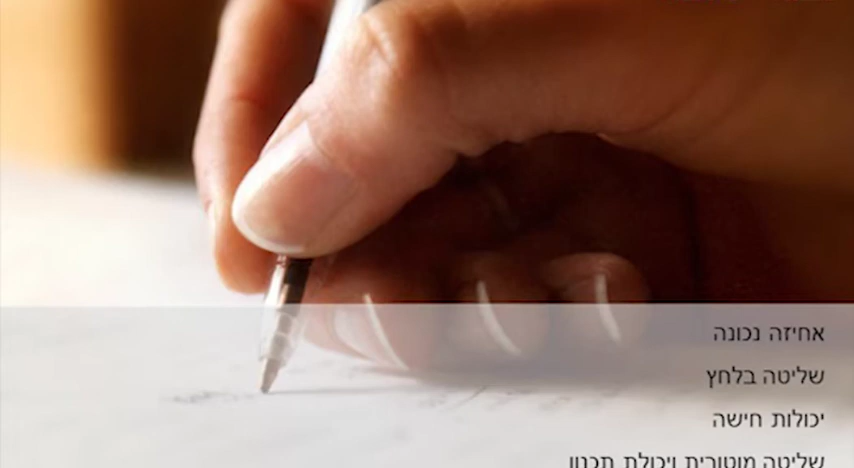 אחיזה נכונה
שליטה בלחץ
יכולות חישה
שליטה מוטורית ויכולת תכנון